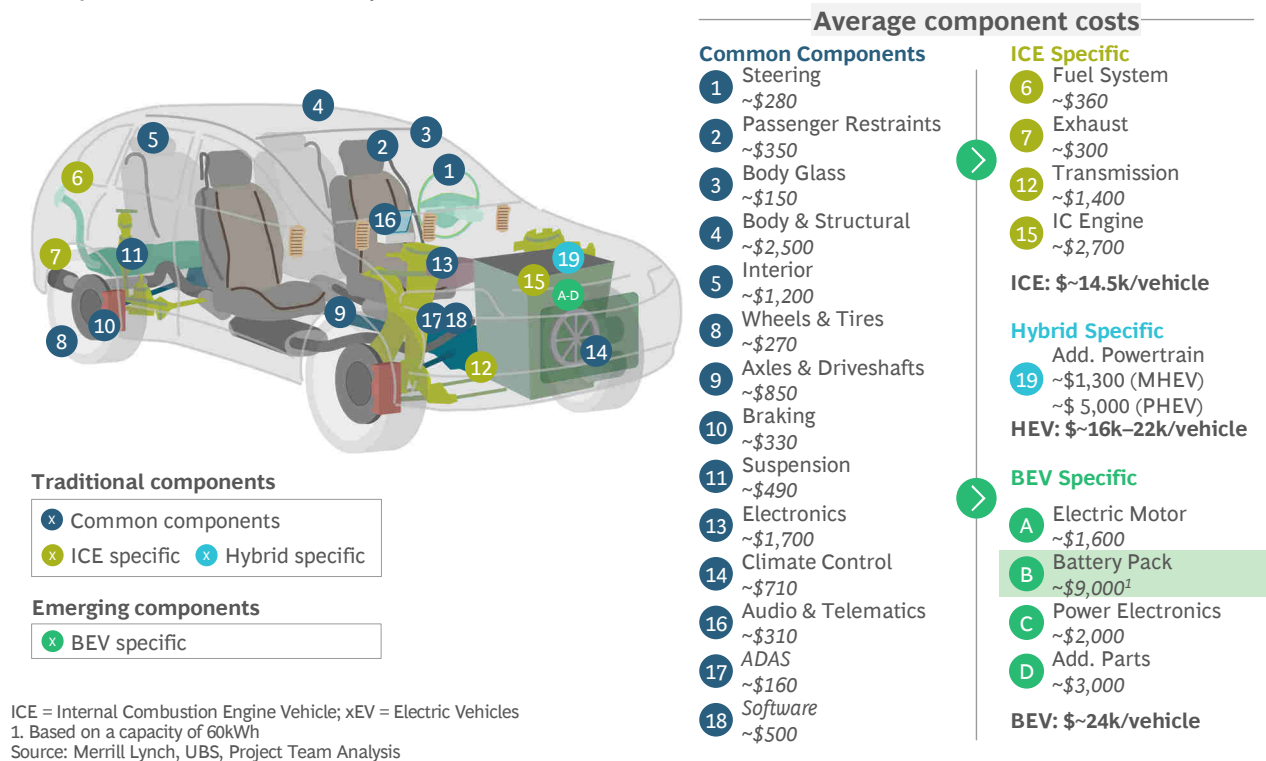 Average component costs
Common Components
1
Steering
~$280
2
Passenger Restraints
~$350
3
Body Glass
~$150
4
Body & Structural
~$2,500
5
Interior
~$1,200
8
Wheels & Tires
~$270
9
Axles & Driveshafts
~$850
10
Braking
~$330
11
Suspension
~$490
13
Electronics
~$1,700
14
Climate Control
~$710
16
Audio & Telematics
~$310
17
ADAS
~$160
18
Software
~$500
ICE Specific
6
Fuel System
~$360
7
Exhaust
~$300
12
Transmission
~$1,400
15
IC Engine
~$2,700
ICE: $~14.5k/vehicle
Hybrid Specific
19
Add. Powertrain
~$1,300 (MHEV)
~$ 5,000 (PHEV)
HEV: $~16k–22k/vehicle
BEV Specific
A
Electric Motor
~$1,600
B
Battery Pack
~$9,000¹
C
Power Electronics
~$2,000
D
Add. Parts
~$3,000
BEV: $~24k/vehicle
4
5
3
2
1
6
16
7
11
13
19
15
A-D
10
9
17 18
8
14
12
Traditional components
x Common components
x ICE specific x Hybrid specific
Emerging components
x BEV specific
ICE = Internal Combustion Engine Vehicle; xEV = Electric Vehicles
1. Based on a capacity of 60kWh
Source: Merrill Lynch, UBS, Project Team Analysis